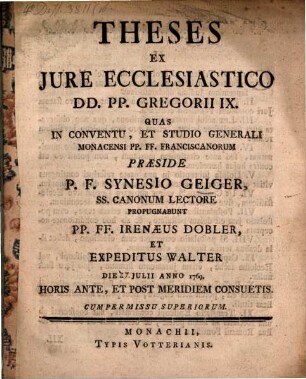 THESES
EX
JURE ECCLESIASTICO
DD. PP. GREGORII IX.
QUAS
IN CONVENTU, ET STUDIO GENERALI
MONACENSI PP. FF. FRANCISCANORUM
PRÆSIDE
P. F. SYNESIO GEIGER,
SS. CANONUM LECTORE
PROPUGNABUNT
PP. FF. IRENÆUS DOBLER,
ET
EXPEDITUS WALTER
DIE JULII ANNO 1769.
HORIS ANTE, ET POST MERIDIEM CONSUETIS.
CUM PERMISSU SUPERIORUM.
MONACHII,
TYPIS VOTTERIANIS.